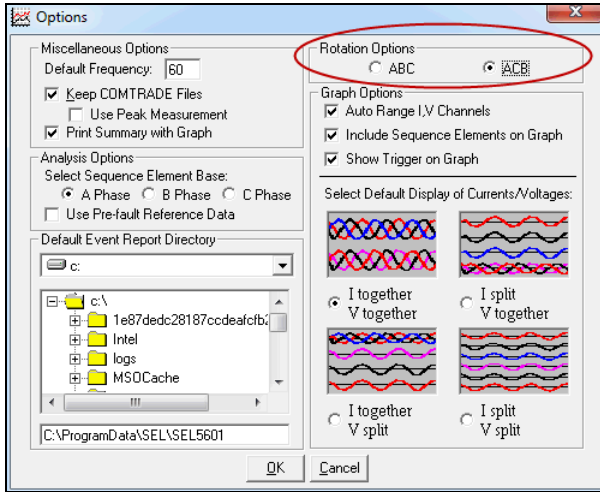 Options
Miscellaneous Options
Default Frequency: 60
Keep COMTRADE Files
Use Peak Measurement
Print Summary with Graph
Analysis Options
Select Sequence Element Base:
A Phase B Phase C Phase
Use Pre-fault Reference Data
Default Event Report Directory
c:
c:\
1e87dedc28187ccdeafcfb2
Intel
logs
MSOCache
C:\ProgramData\SEL\SEL5601
Rotation Options
ABC ACB
Graph Options
Auto Range I,V Channels
Include Sequence Elements on Graph
Show Trigger on Graph
Select Default Display of Currents/Voltages:
I together
V together
I split
V together
I together
V split
I split
V split
OK Cancel